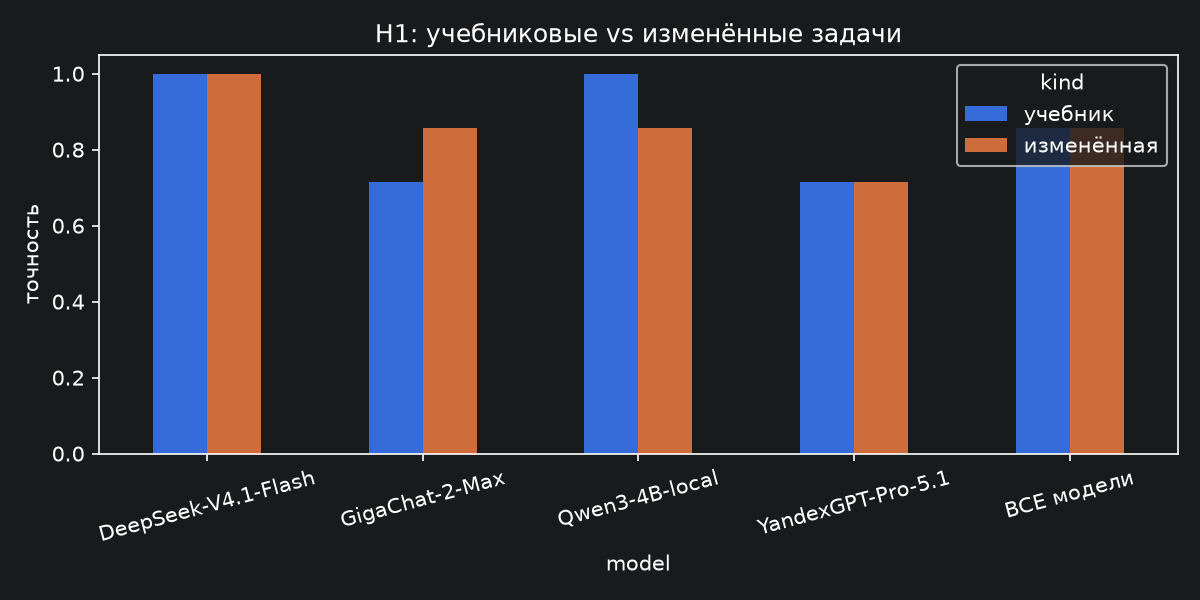 H1: учебниковые vs изменённые задачи
kind
учебник
изменённая
точность
1.0
0.8
0.6
0.4
0.2
0.0
DeepSeek-V4.1-Flash
GigaChat-2-Max
Qwen3-4B-local
YandexGPT-Pro-5.1
ВСЕ модели
model